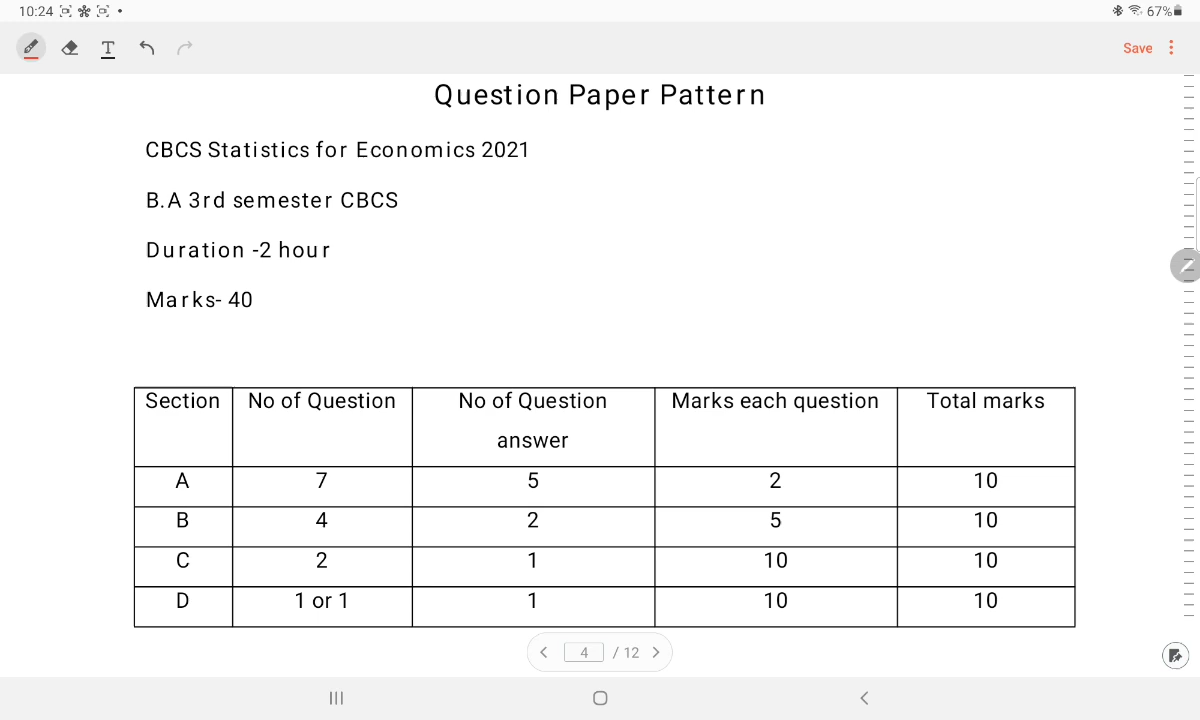 10:24
67%
T
Save
Question Paper Pattern
CBCS Statistics for Economics 2021
B.A 3rd semester CBCS
Duration -2 hour
Marks- 40
Section No of Question No of Question answer Marks each question Total marks
A 7 5 2 10
B 4 2 5 10
C 2 1 10 10
D 1 or 1 1 10 10
4 / 12